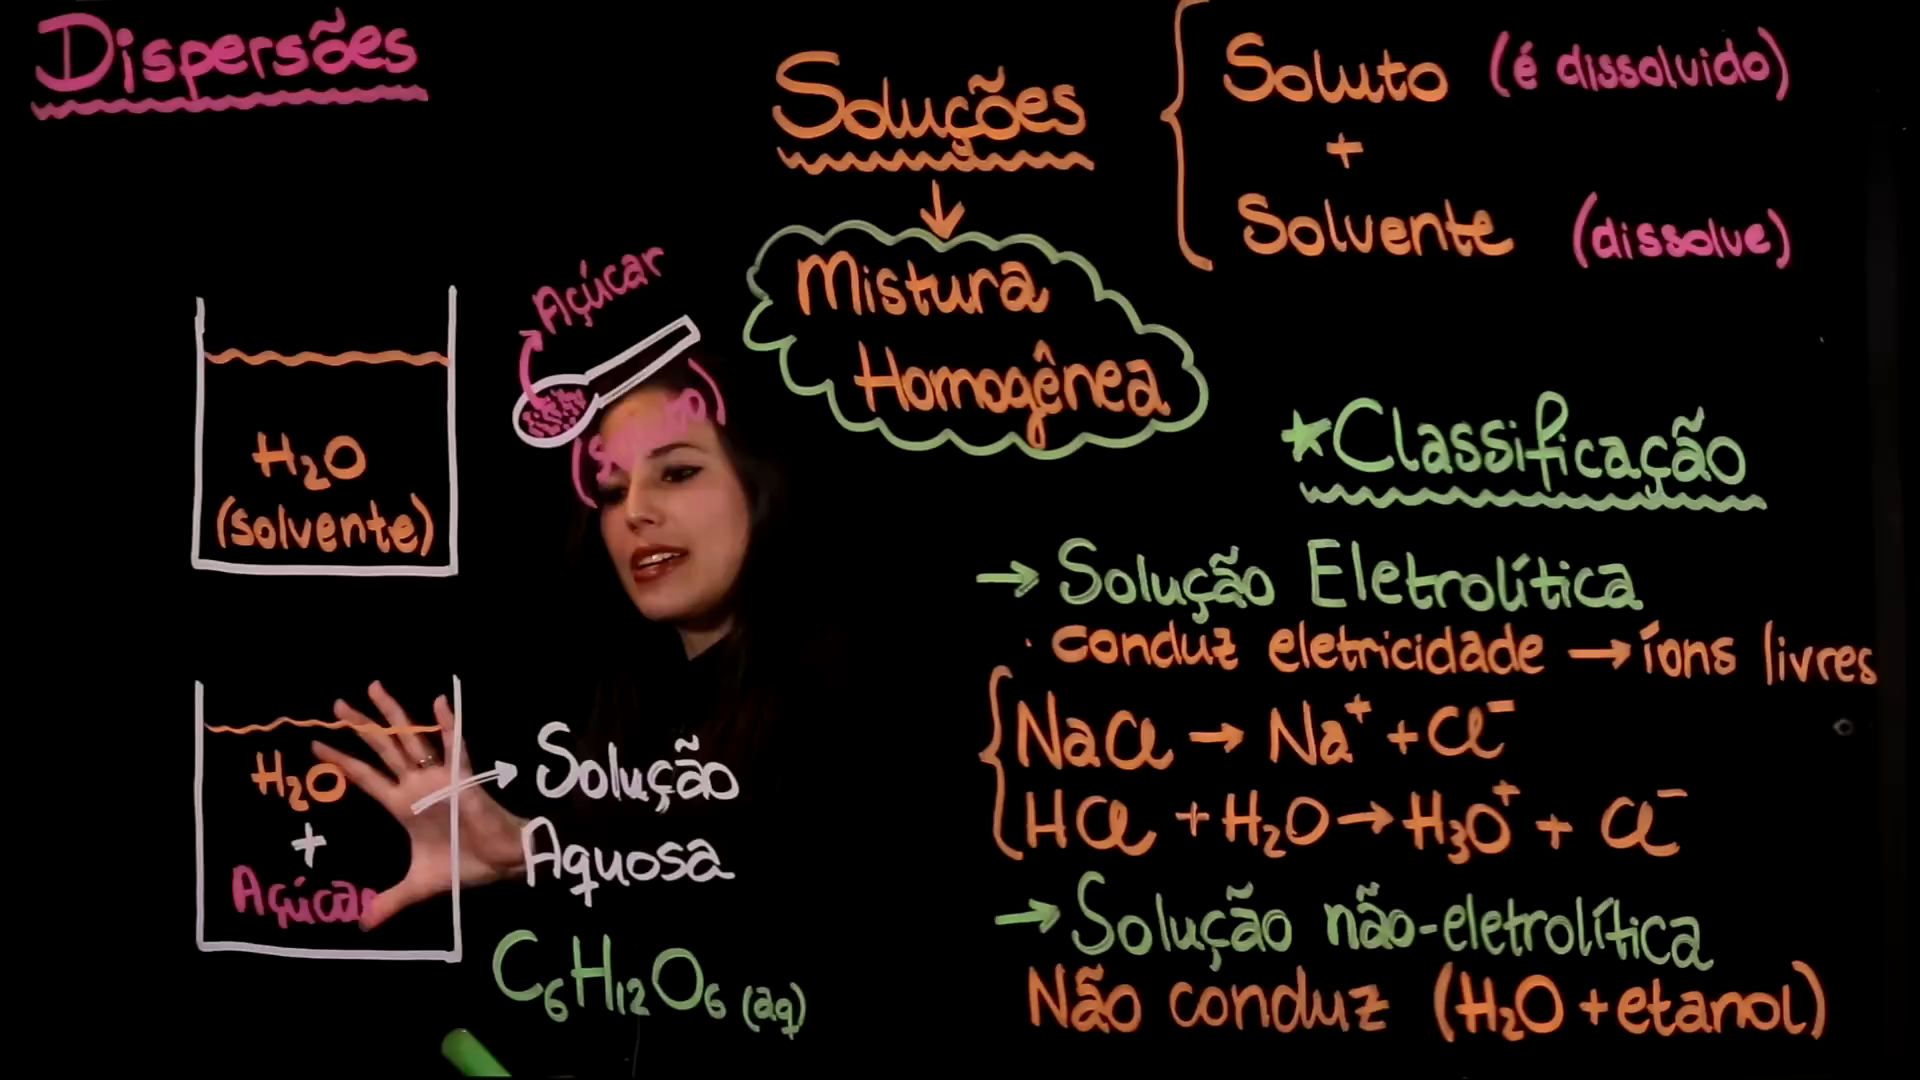 Dispersões
Soluções
Mistura
Homogênea
Soluto (é dissolvido)
+
Solvente (dissolve)
Açúcar
(soluto)
H₂O
(solvente)
H₂O
+
Açúcar
→ Solução
Aquosa
C₆H₁₂O₆ (aq)
★Classificação
→ Solução Eletrolítica
· conduz eletricidade → íons livres
NaCl → Na⁺ + Cl⁻
HCl + H₂O → H₃O⁺ + Cl⁻
→ Solução não-eletrolítica
Não conduz (H₂O + etanol)